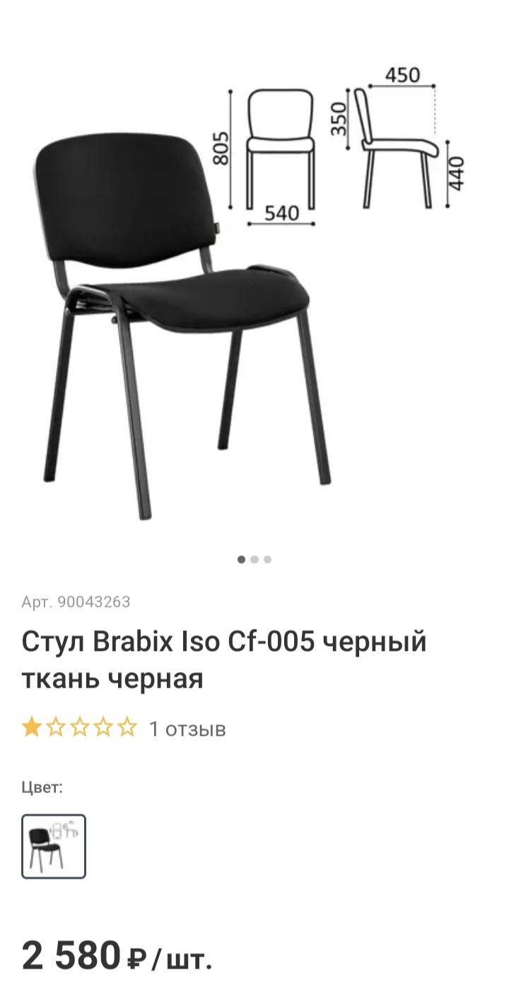 450
350
805
440
540
Арт. 90043263
Стул Brabix Iso Cf-005 черный
ткань черная
1 отзыв
Цвет:
2 580 ₽ / шт.